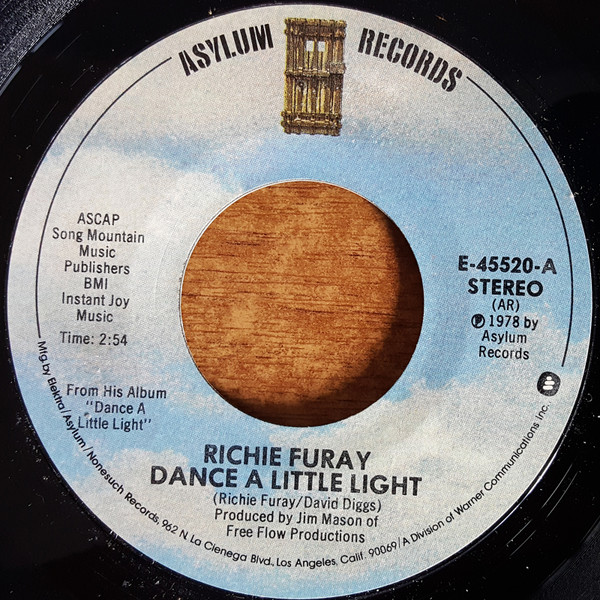 ASYLUM RECORDS
ASCAP
Song Mountain
Music
Publishers
BMI
Instant Joy
Music
Time: 2:54
From His Album
"Dance A
Little Light"
E-45520-A
STEREO
(AR)
℗ 1978 by
Asylum
Records
RICHIE FURAY
DANCE A LITTLE LIGHT
(Richie Furay/David Diggs)
Produced by Jim Mason of
Free Flow Productions
Mfg by Elektra/Asylum/Nonesuch Records, 962 N. La Cienega Blvd., Los Angeles, Calif. 90069/A Division of Warner Communications Inc.